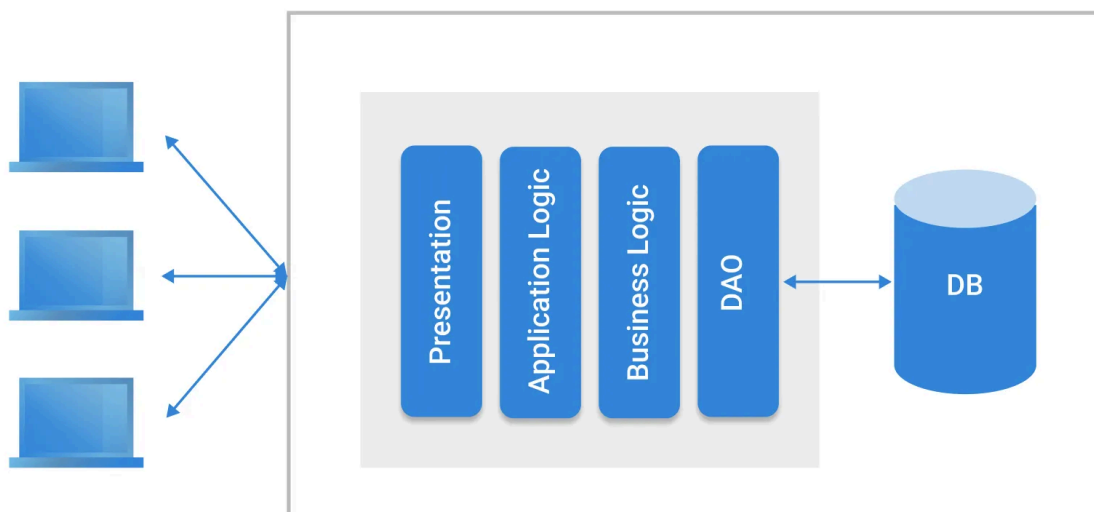 Presentation
Application Logic
Business Logic
DAO
DB